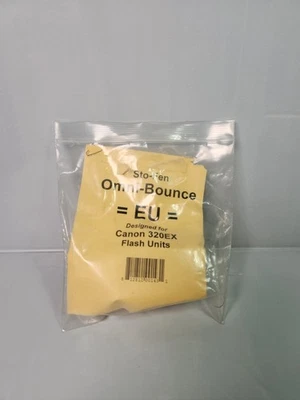 Sto-Fen
Omni-Bounce
= EU =
Designed for
Canon 320EX
Flash Units